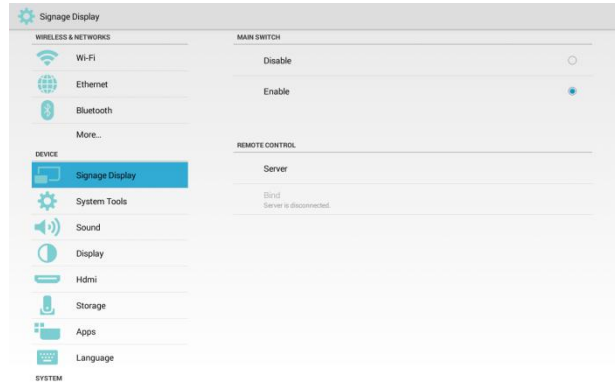 Signage Display
WIRELESS & NETWORKS
Wi-Fi
Ethernet
Bluetooth
More...
DEVICE
Signage Display
System Tools
Sound
Display
Hdmi
Storage
Apps
Language
SYSTEM
MAIN SWITCH
Disable
Enable
REMOTE CONTROL
Server
Bind
Server is disconnected.